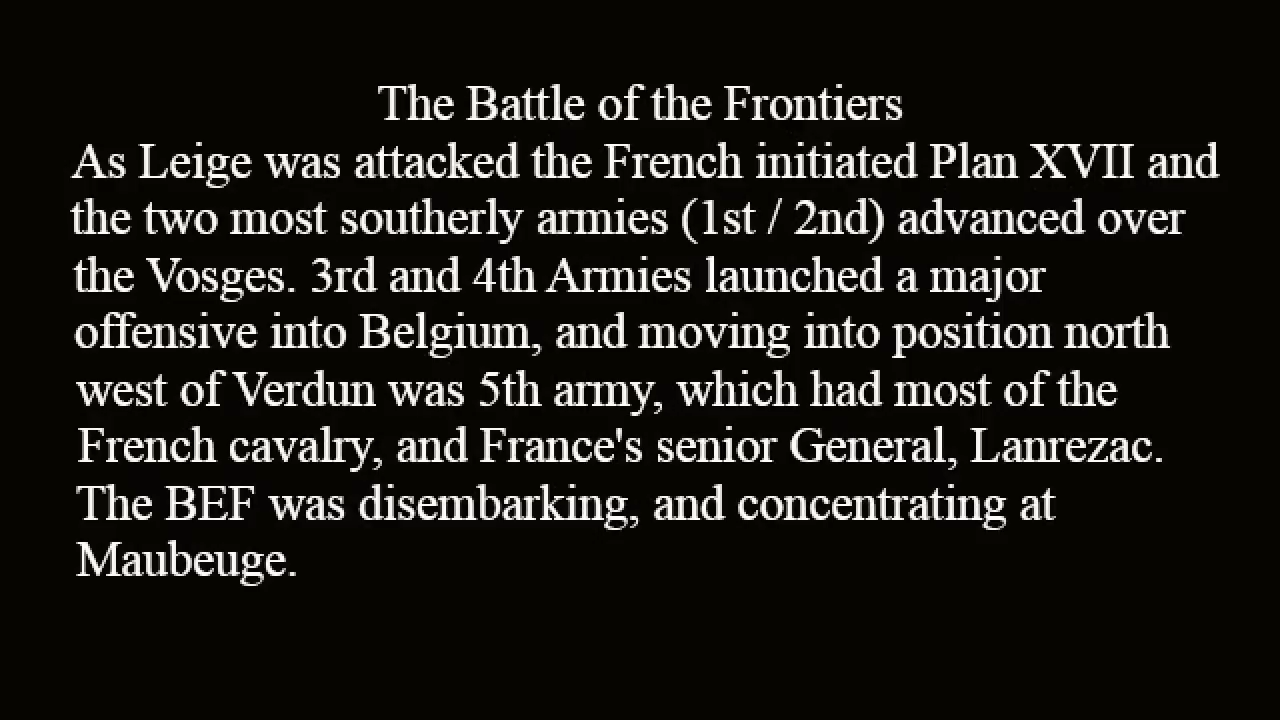 The Battle of the Frontiers
As Leige was attacked the French initiated Plan XVII and
the two most southerly armies (1st / 2nd) advanced over
the Vosges. 3rd and 4th Armies launched a major
offensive into Belgium, and moving into position north
west of Verdun was 5th army, which had most of the
French cavalry, and France's senior General, Lanrezac.
The BEF was disembarking, and concentrating at
Maubeuge.